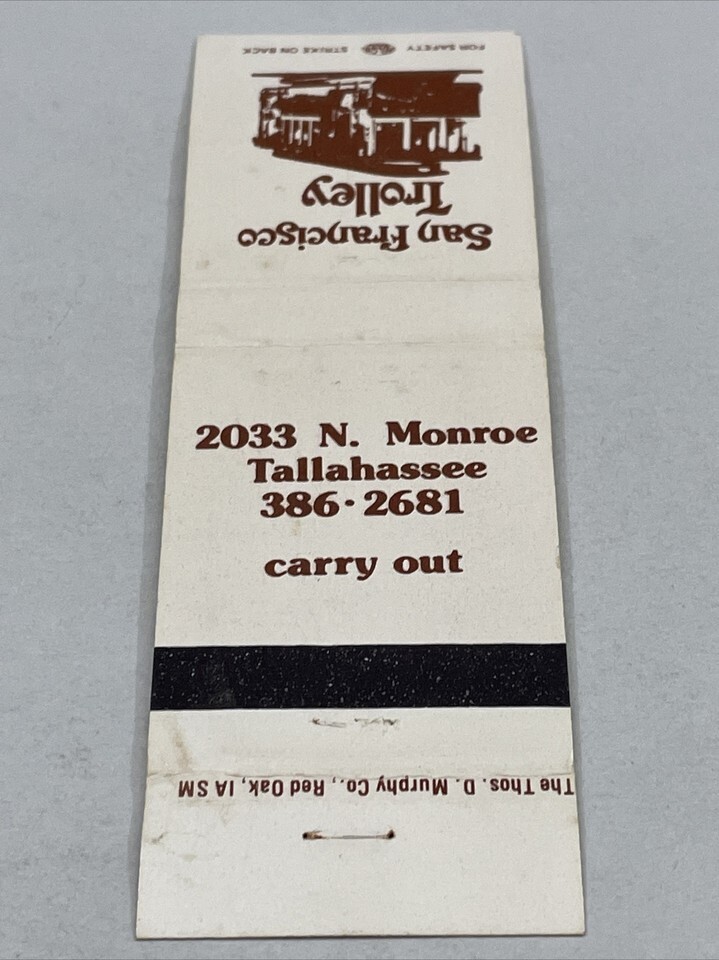 FOR SAFETY STRIKE ON BACK
San Francisco
Trolley
2033 N. Monroe
Tallahassee
386·2681
carry out
The Thos. D. Murphy Co., Red Oak, IA SM